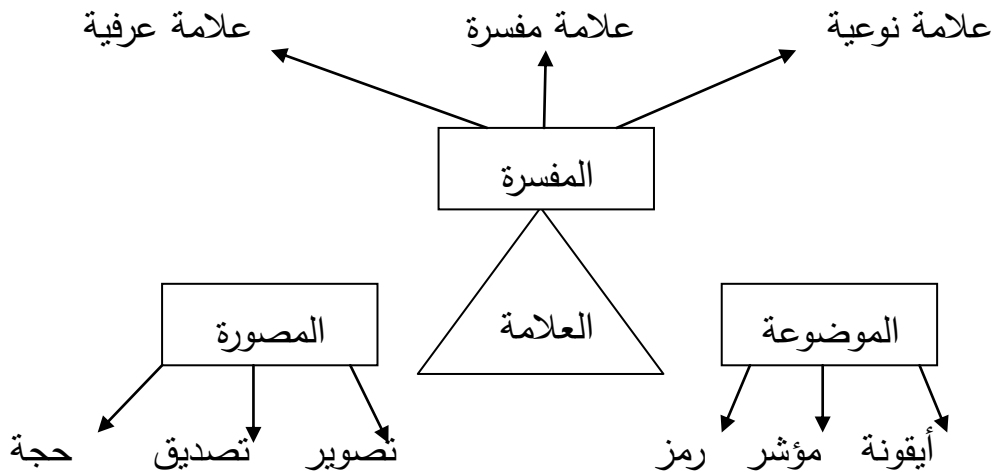 علامة نوعية علامة مفسرة علامة عرفية
المفسرة
العلامة
الموضوعة المصورة
أيقونة مؤشر رمز تصوير تصديق حجة